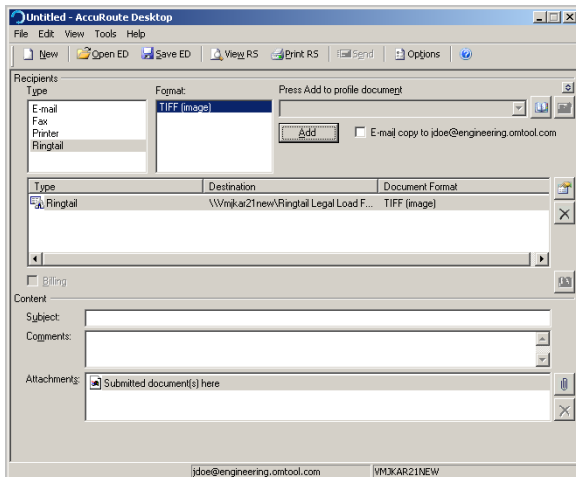 Untitled - AccuRoute Desktop
File Edit View Tools Help
New Open ED Save ED View RS Print RS Send Options
Recipients
Type Format: Press Add to profile document
E-mail
Fax
Printer
Ringtail
TIFF (image)
Add E-mail copy to jdoe@engineering.omtool.com
Type Destination Document Format
Ringtail \\Vmjkar21new\Ringtail Legal Load F... TIFF (image)
Billing
Content
Subject:
Comments:
Attachments: Submitted document(s) here
jdoe@engineering.omtool.com VMJKAR21NEW